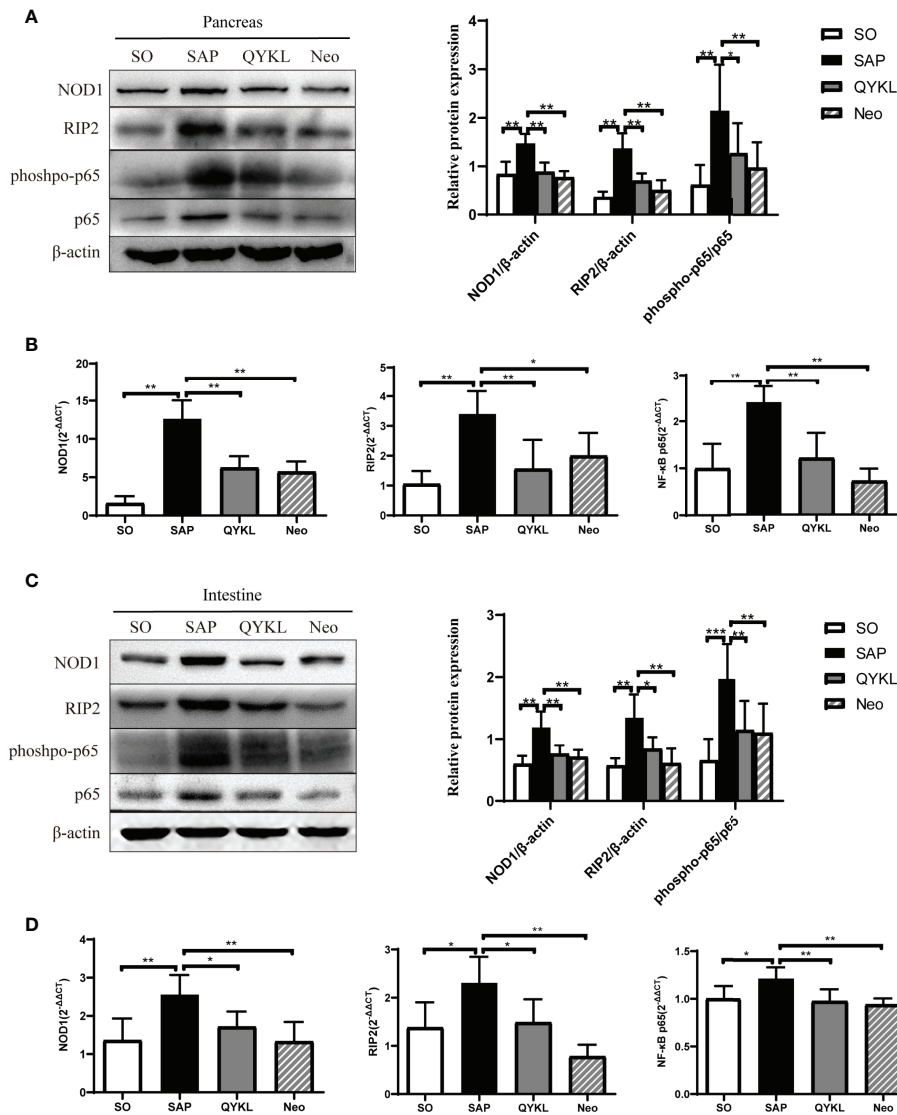 A
Pancreas
SO SAP QYKL Neo
NOD1
RIP2
phoshpo-p65
p65
β-actin
Relative protein expression
4
3
2
1
0
** ** ** ** ** ** ** * **
NOD1/β-actin
RIP2/β-actin
phospho-p65/p65
SO
SAP
QYKL
Neo
B
NOD1(2-ΔΔCT)
20
15
10
5
0
** ** **
SO SAP QYKL Neo
RIP2(2-ΔΔCT)
5
4
3
2
1
0
** ** *
SO SAP QYKL Neo
NF-κB p65(2-ΔΔCT)
4
3
2
1
0
** ** **
SO SAP QYKL Neo
C
Intestine
SO SAP QYKL Neo
NOD1
RIP2
phoshpo-p65
p65
β-actin
Relative protein expression
3
2
1
0
** ** ** ** * ** *** ** **
NOD1/β-actin
RIP2/β-actin
phospho-p65/p65
SO
SAP
QYKL
Neo
D
NOD1(2-ΔΔCT)
4
3
2
1
0
** * **
SO SAP QYKL Neo
RIP2(2-ΔΔCT)
3
2
1
0
* * **
SO SAP QYKL Neo
NF-κB p65(2-ΔΔCT)
1.5
1.0
0.5
0.0
* ** **
SO SAP QYKL Neo